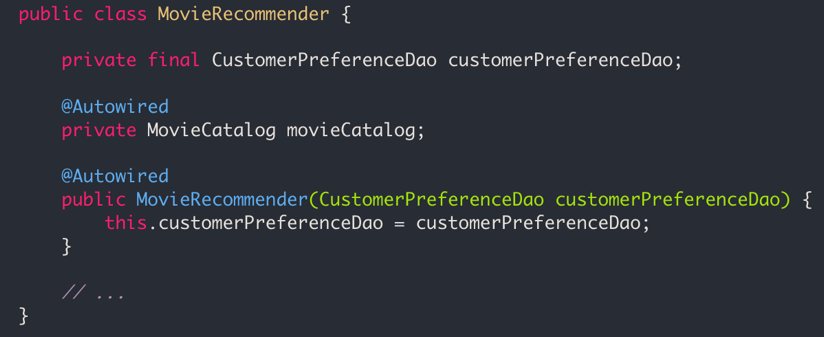 public class MovieRecommender {
private final CustomerPreferenceDao customerPreferenceDao;
@Autowired
private MovieCatalog movieCatalog;
@Autowired
public MovieRecommender(CustomerPreferenceDao customerPreferenceDao) {
this.customerPreferenceDao = customerPreferenceDao;
}
// ...
}